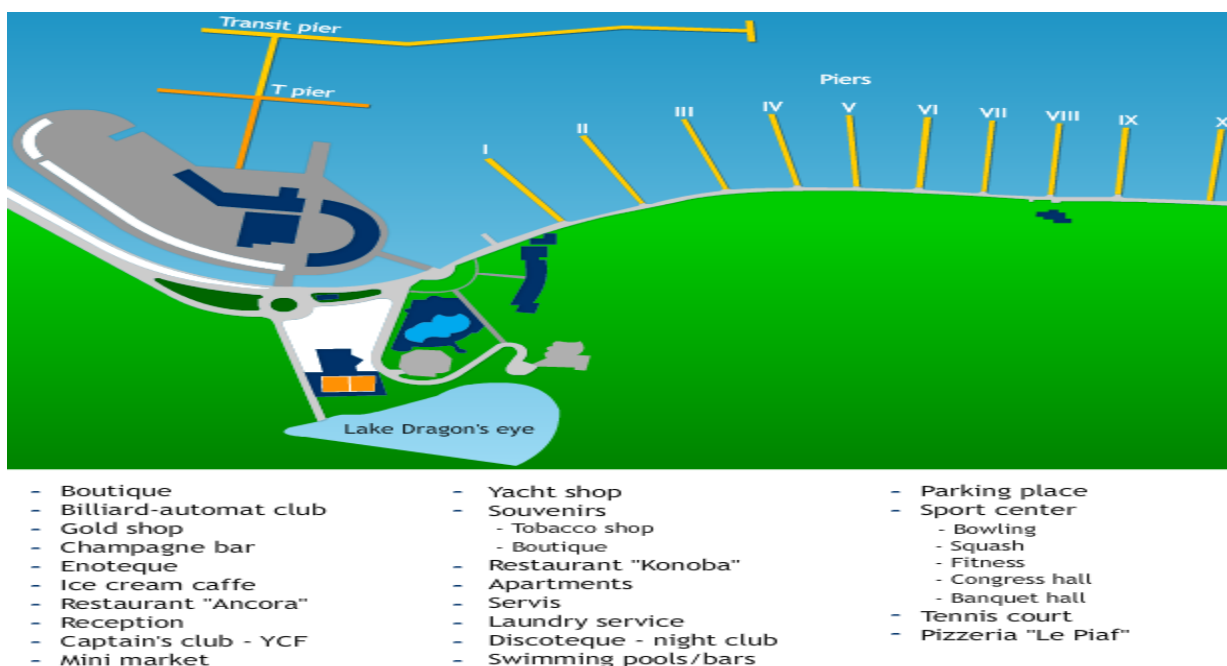 Transit pier
T pier
Piers
I
II
III
IV
V
VI
VII
VIII
IX
X
Lake Dragon's eye
- Boutique
- Billiard-automat club
- Gold shop
- Champagne bar
- Enoteque
- Ice cream caffe
- Restaurant "Ancora"
- Reception
- Captain's club - YCF
- Mini market
- Yacht shop
- Souvenirs
- Tobacco shop
- Boutique
- Restaurant "Konoba"
- Apartments
- Servis
- Laundry service
- Discoteque - night club
- Swimming pools/bars
- Parking place
- Sport center
- Bowling
- Squash
- Fitness
- Congress hall
- Banquet hall
- Tennis court
- Pizzeria "Le Piaf"